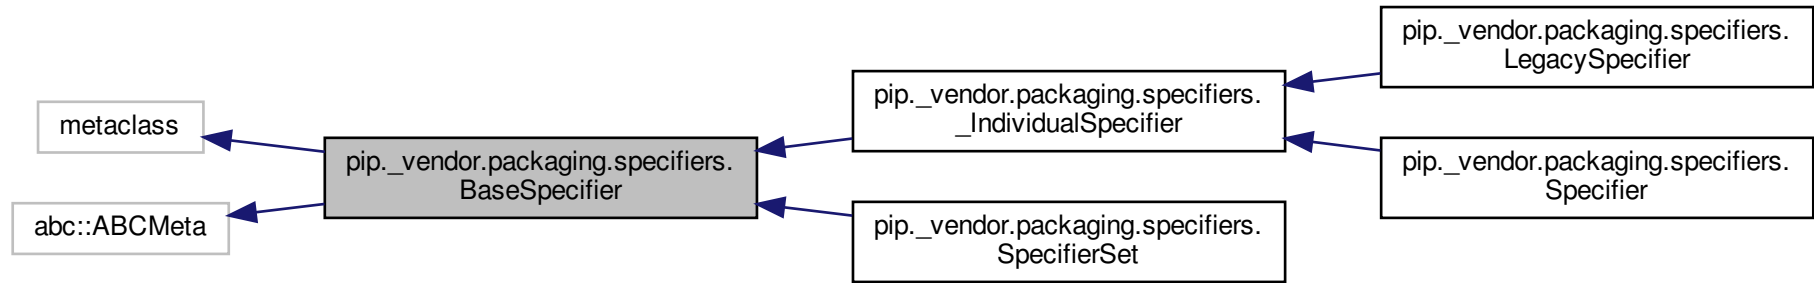 metaclass
abc::ABCMeta
pip._vendor.packaging.specifiers.
BaseSpecifier
pip._vendor.packaging.specifiers.
_IndividualSpecifier
pip._vendor.packaging.specifiers.
SpecifierSet
pip._vendor.packaging.specifiers.
LegacySpecifier
pip._vendor.packaging.specifiers.
Specifier